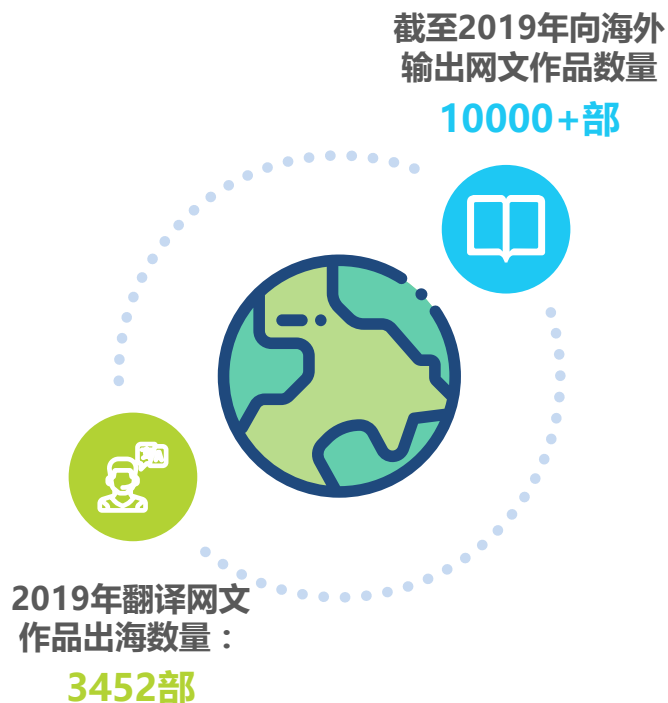 截至2019年向海外
输出网文作品数量
10000+部
2019年翻译网文
作品出海数量：
3452部